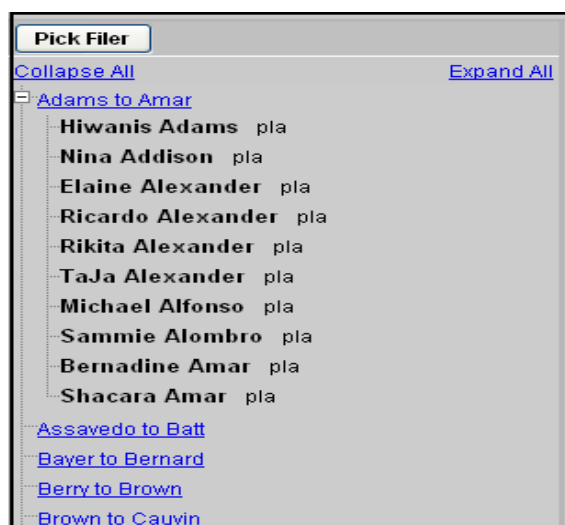 Pick Filer
Collapse All Expand All
Adams to Amar
Hiwanis Adams pla
Nina Addison pla
Elaine Alexander pla
Ricardo Alexander pla
Rikita Alexander pla
TaJa Alexander pla
Michael Alfonso pla
Sammie Alombro pla
Bernadine Amar pla
Shacara Amar pla
Assavedo to Batt
Bayer to Bernard
Berry to Brown
Brown to Cauvin